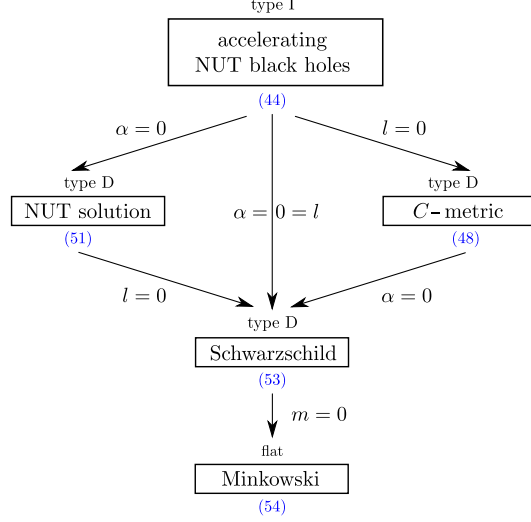 type I
accelerating
NUT black holes
(44)
α = 0
l = 0
type D
type D
NUT solution
C – metric
α = 0 = l
(51)
(48)
l = 0
α = 0
type D
Schwarzschild
(53)
m = 0
flat
Minkowski
(54)